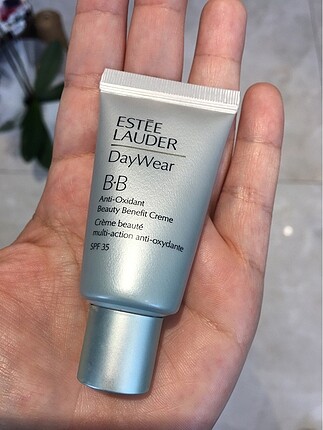 ESTĒE
LAUDER
DayWear
B·B
Anti-Oxidant
Beauty Benefit Creme
Crème beauté
multi-action anti-oxydante
SPF 35